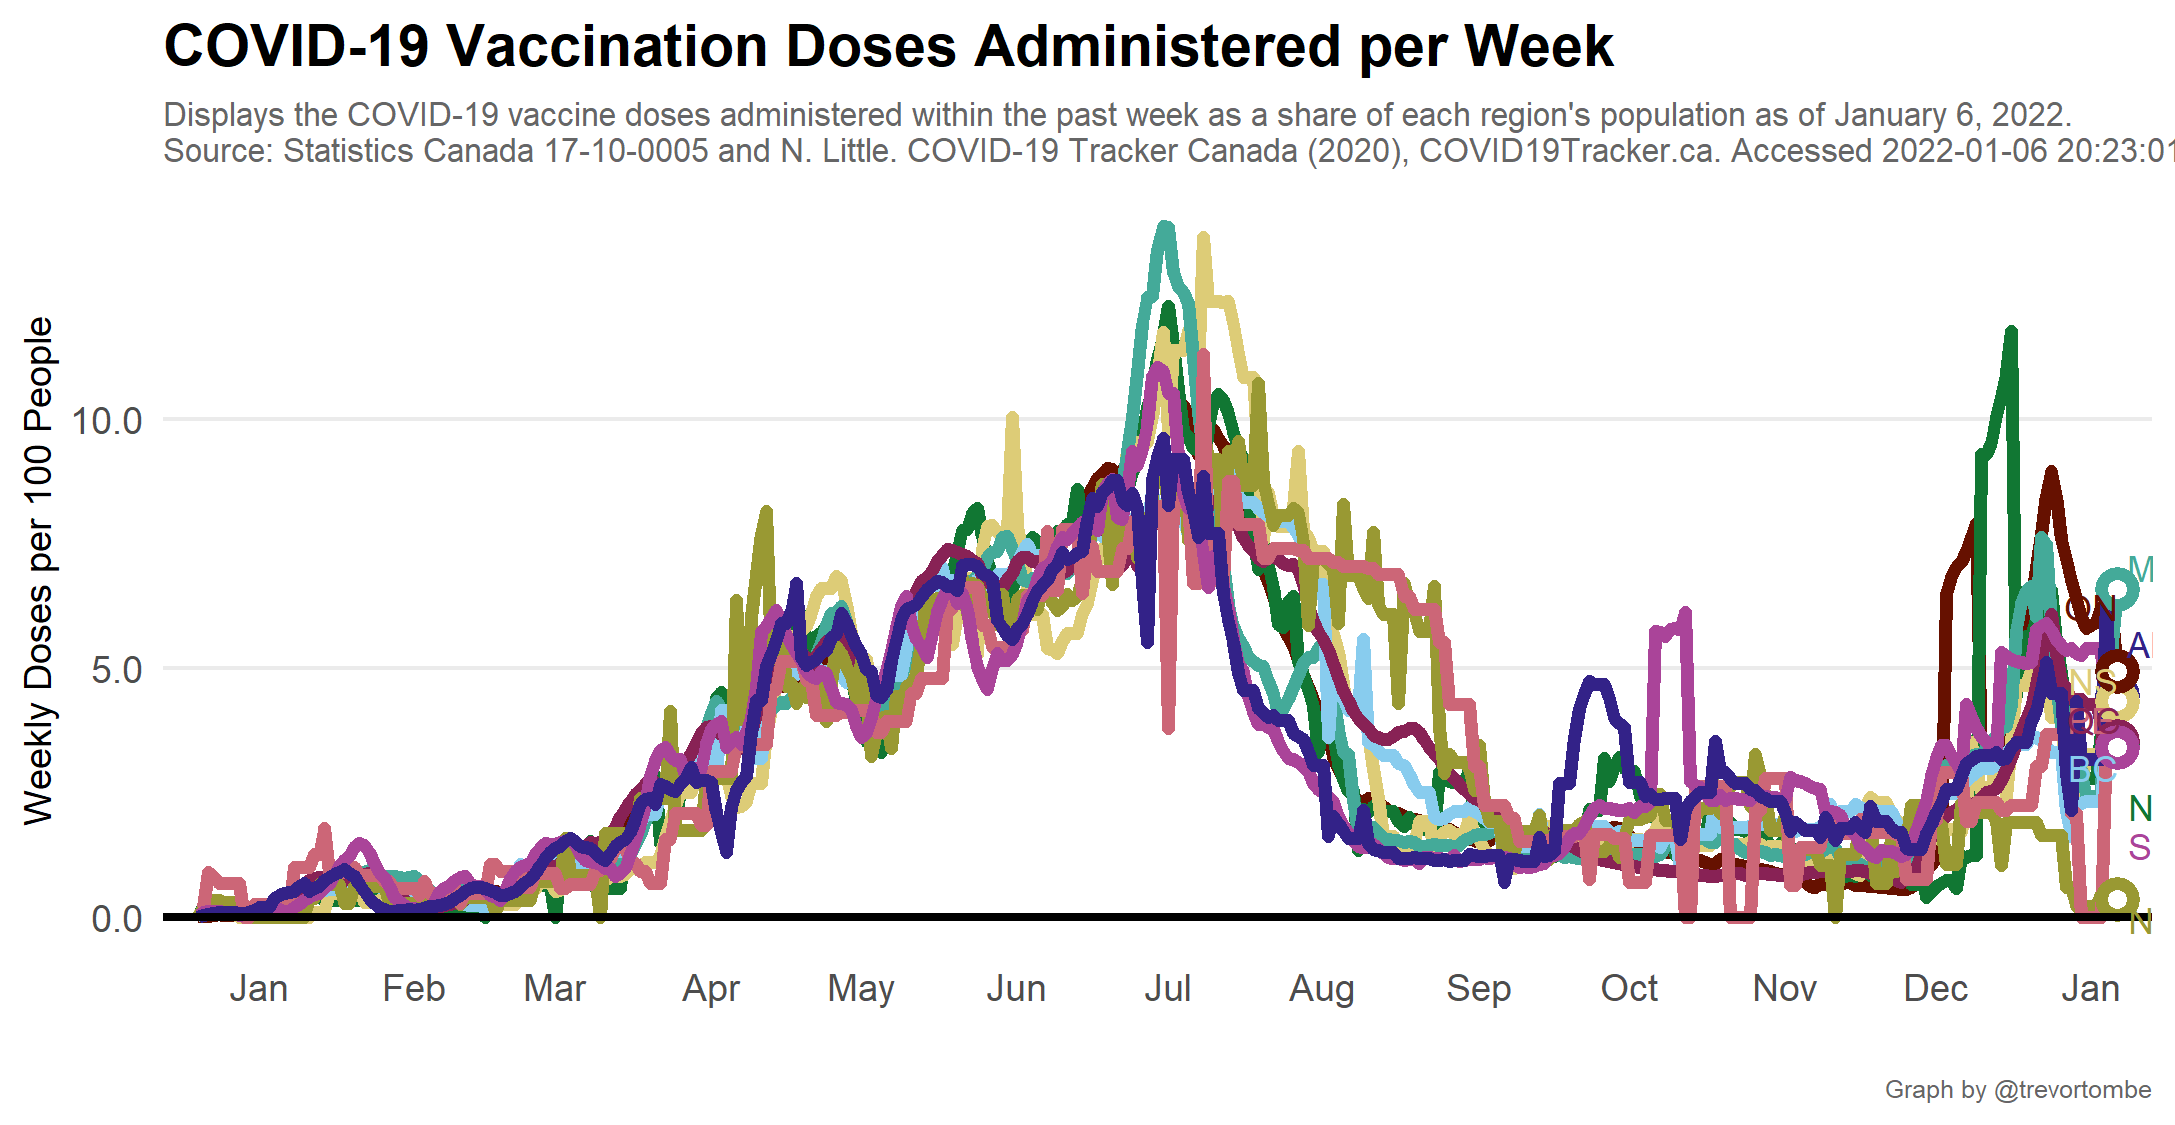 COVID-19 Vaccination Doses Administered per Week
Displays the COVID-19 vaccine doses administered within the past week as a share of each region's population as of January 6, 2022.
Source: Statistics Canada 17-10-0005 and N. Little. COVID-19 Tracker Canada (2020), COVID19Tracker.ca. Accessed 2022-01-06 20:23:01
Weekly Doses per 100 People
10.0
5.0
0.0
M
ON
A
NS
QC
BC
N
S
N
Jan Feb Mar Apr May Jun Jul Aug Sep Oct Nov Dec Jan
Graph by @trevortombe